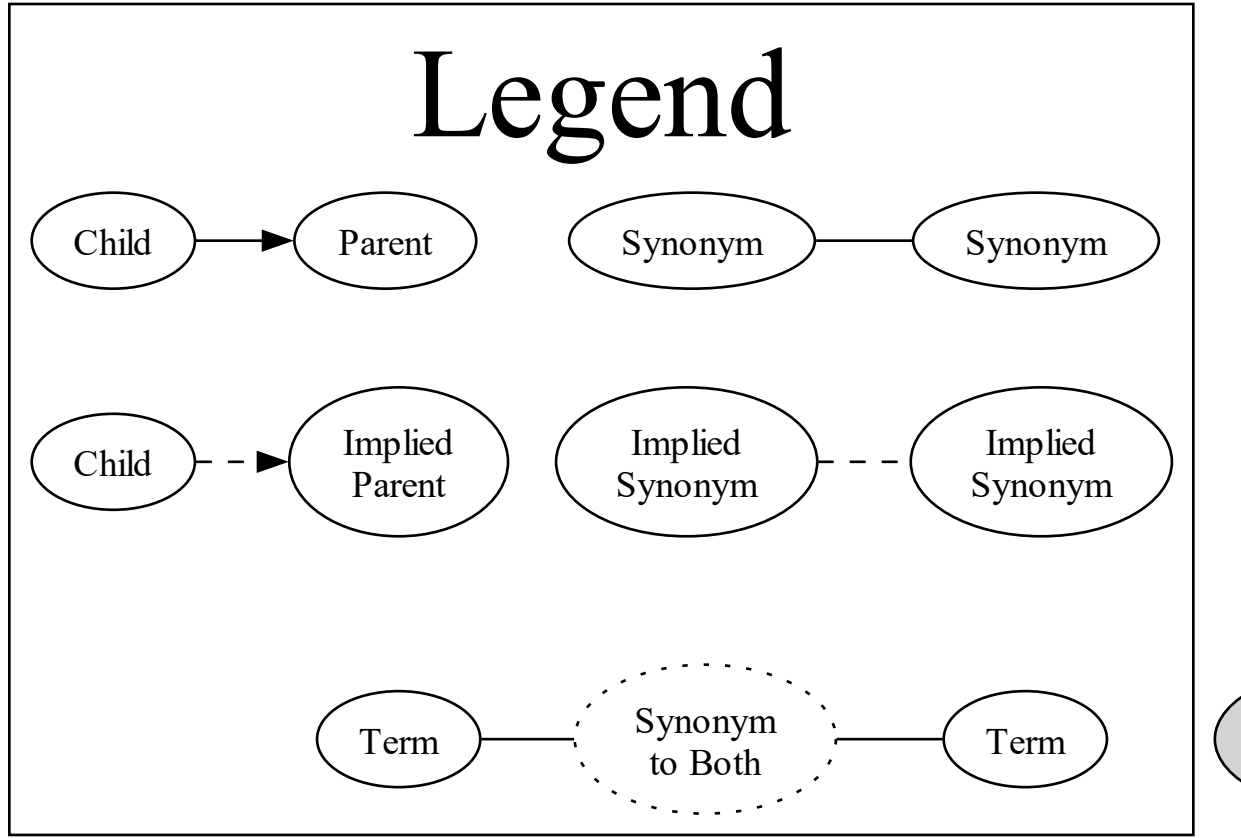 Legend
Child
Parent
Synonym
Synonym
Child
Implied
Parent
Implied
Synonym
Implied
Synonym
Term
Synonym
to Both
Term